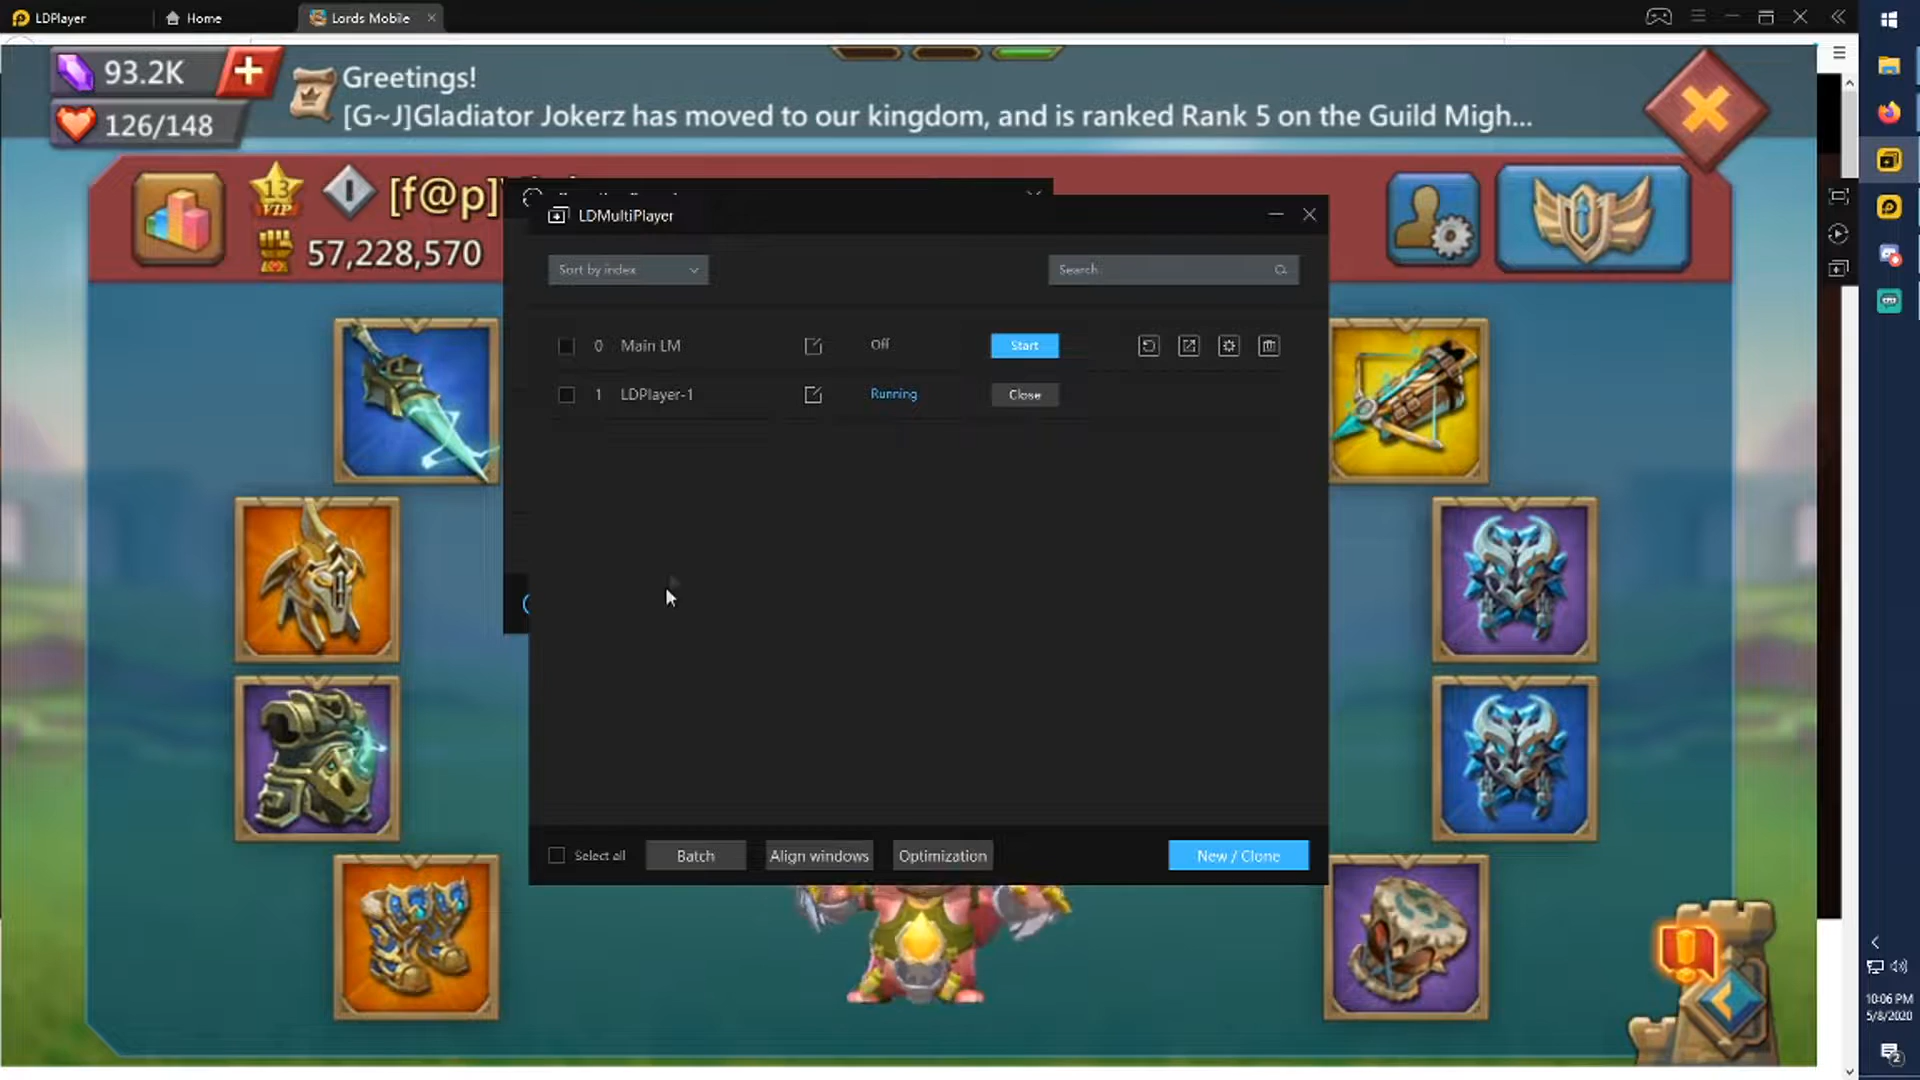 LDPlayer
Home
Lords Mobile
93.2K
126/148
Greetings!
[G~J]Gladiator Jokerz has moved to our kingdom, and is ranked Rank 5 on the Guild Migh...
13
VIP
[f@p]
57,228,570
LDMultiPlayer
Sort by index
Search
0 Main LM Off Start
1 LDPlayer-1 Running Close
Select all
Batch
Align windows
Optimization
New / Clone
10:06 PM
5/8/2020
2